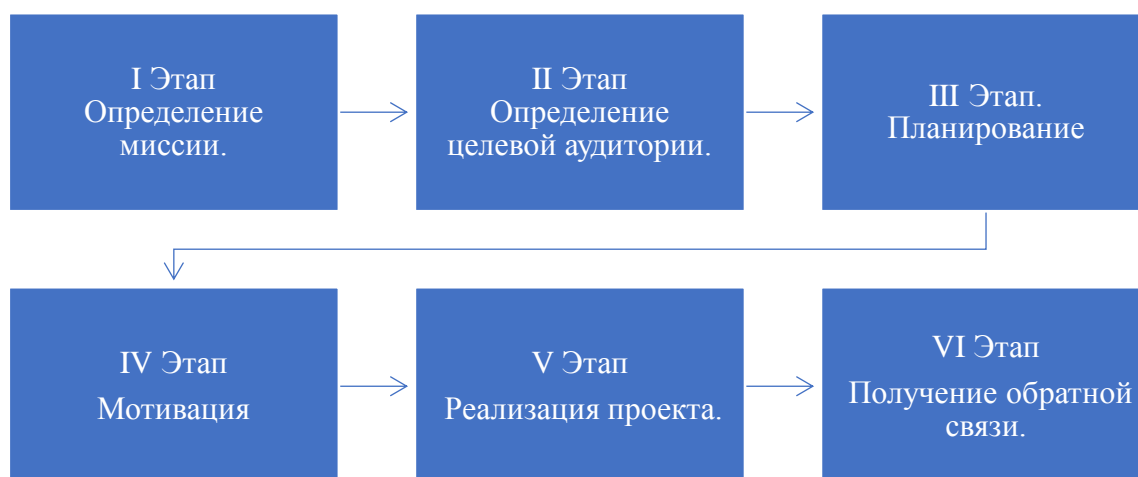 I Этап
Определение
миссии.
II Этап
Определение
целевой аудитории.
III Этап.
Планирование
IV Этап
Мотивация
V Этап
Реализация проекта.
VI Этап
Получение обратной
связи.